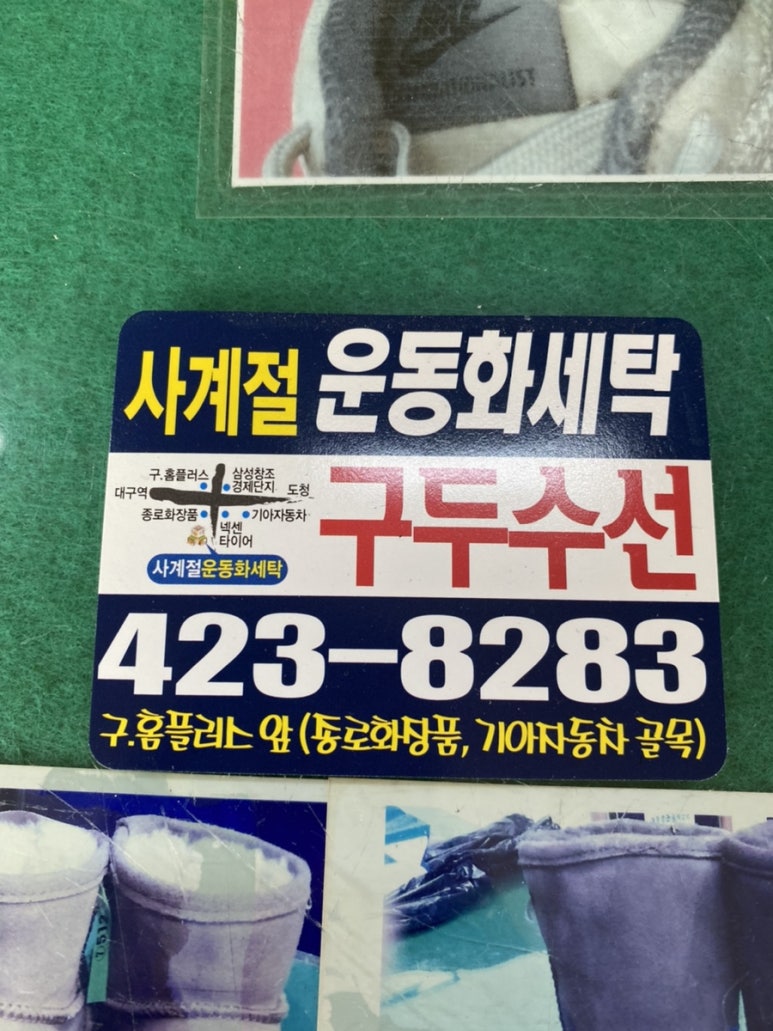 사계절 운동화세탁
구.홈플러스 삼성창조
경제단지
대구역 도청
종로화장품 기아자동차
넥센
타이어
사계절운동화세탁
구두수선
423-8283
구.홈플러스 앞 (종로화장품, 기아자동차 골목)
7512